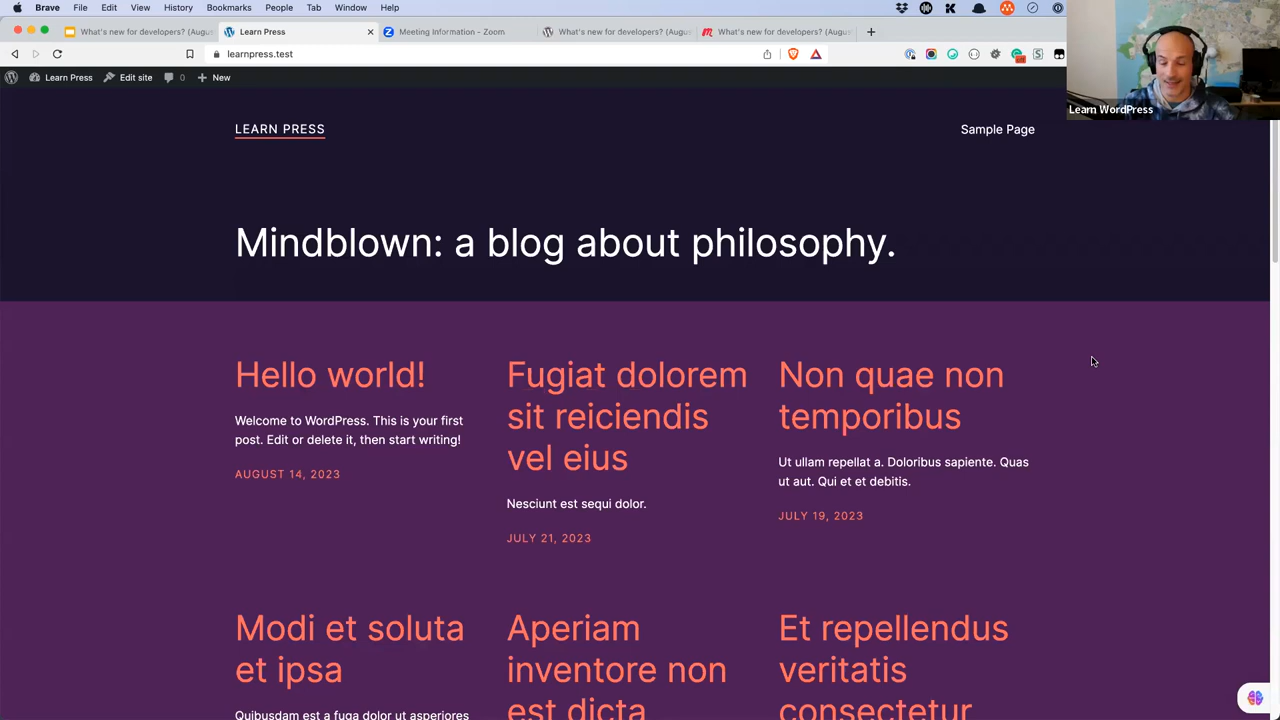 Brave File Edit View History Bookmarks People Tab Window Help
What's new for developers? (Augu
Learn Press
Meeting Information - Zoom
What's new for developers? (Augu
What's new for developers? (Augu
learnpress.test
Learn Press Edit site 0 New
Learn WordPress
LEARN PRESS
Sample Page
Mindblown: a blog about philosophy.
Hello world!
Welcome to WordPress. This is your first
post. Edit or delete it, then start writing!
AUGUST 14, 2023
Fugiat dolorem
sit reiciendis
vel eius
Nesciunt est sequi dolor.
JULY 21, 2023
Non quae non
temporibus
Ut ullam repellat a. Doloribus sapiente. Quas
ut aut. Qui et et debitis.
JULY 19, 2023
Modi et soluta
et ipsa
Quibusdam est a fuga dolor ut asperiores
Aperiam
inventore non
est dicta
Et repellendus
veritatis
consectetur